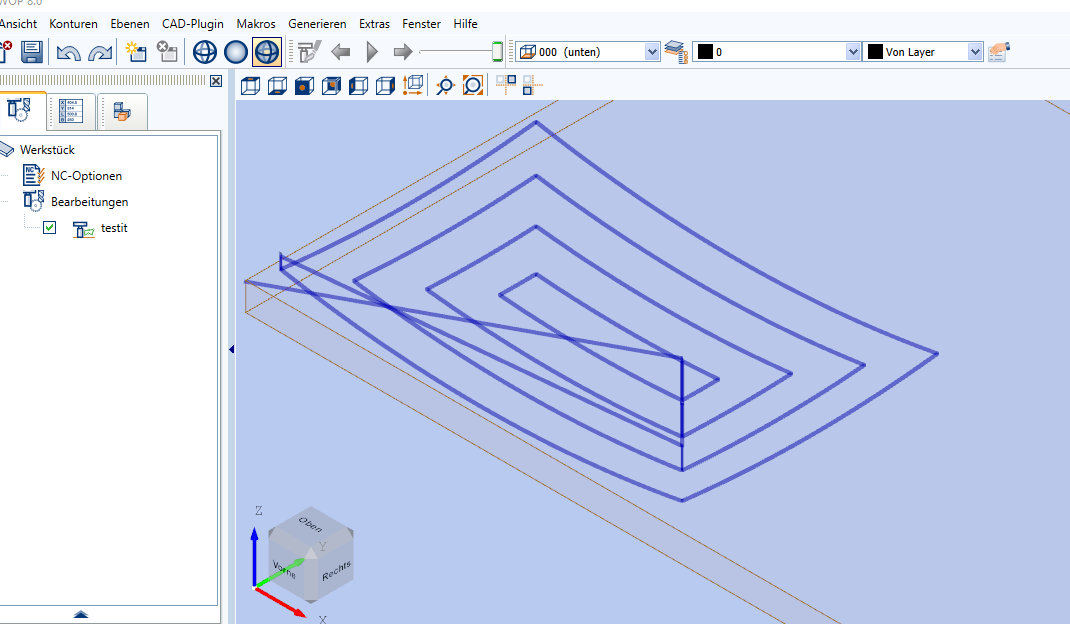 WOP 8.0
Ansicht Konturen Ebenen CAD-Plugin Makros Generieren Extras Fenster Hilfe
000 (unten) 0 Von Layer
Werkstück
NC-Optionen
Bearbeitungen
testit
Z
Oben
Y
Vorne
Rechts
X